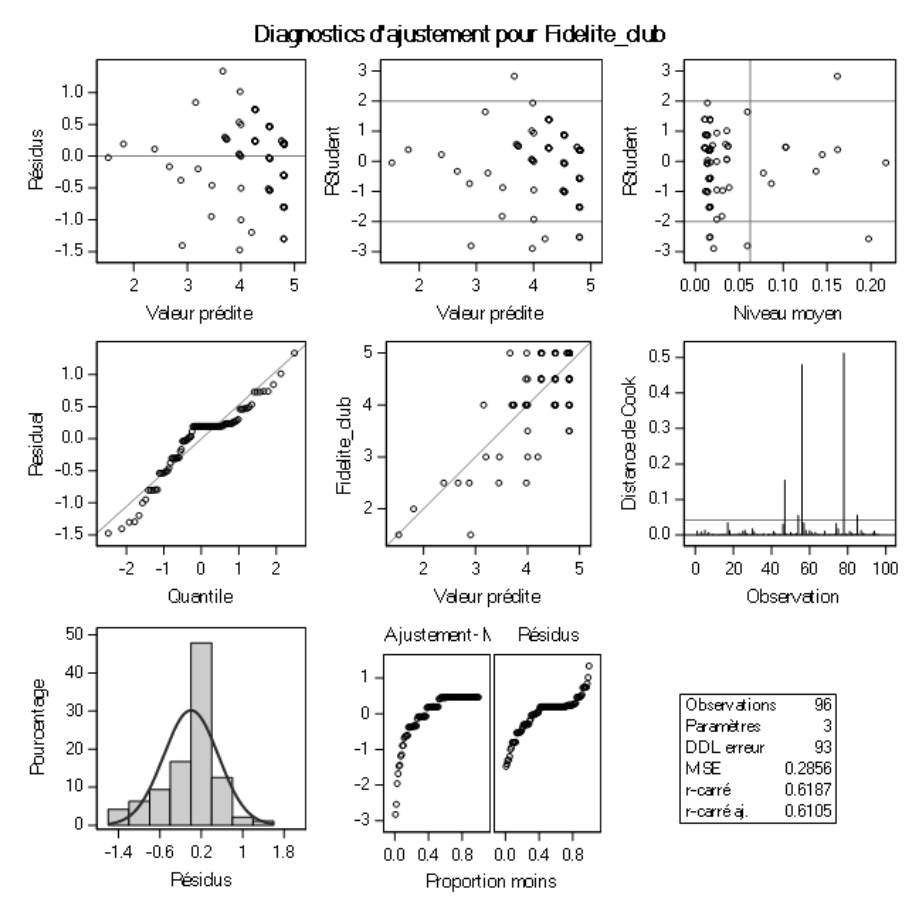 Diagnostics d'ajustement pour Fidelite_club
Résidus
1.0
0.5
0.0
-0.5
-1.0
-1.5
2 3 4 5
Valeur prédite
RStudent
3
2
1
0
-1
-2
-3
2 3 4 5
Valeur prédite
RStudent
3
2
1
0
-1
-2
-3
0.00 0.05 0.10 0.15 0.20
Niveau moyen
Residual
1.0
0.5
0.0
-0.5
-1.0
-1.5
-2 -1 0 1 2
Quantile
Fidelite_club
5
4
3
2
2 3 4 5
Valeur prédite
Distance de Cook
0.5
0.4
0.3
0.2
0.1
0.0
0 20 40 60 80 100
Observation
Pourcentage
50
40
30
20
10
0
-1.4 -0.6 0.2 1 1.8
Résidus
Ajustement- M Résidus
1
0
-1
-2
-3
0.0 0.4 0.8 0.0 0.4 0.8
Proportion moins
Observations 96
Paramètres 3
DDL erreur 93
MSE 0.2856
r-carré 0.6187
r-carré aj. 0.6105